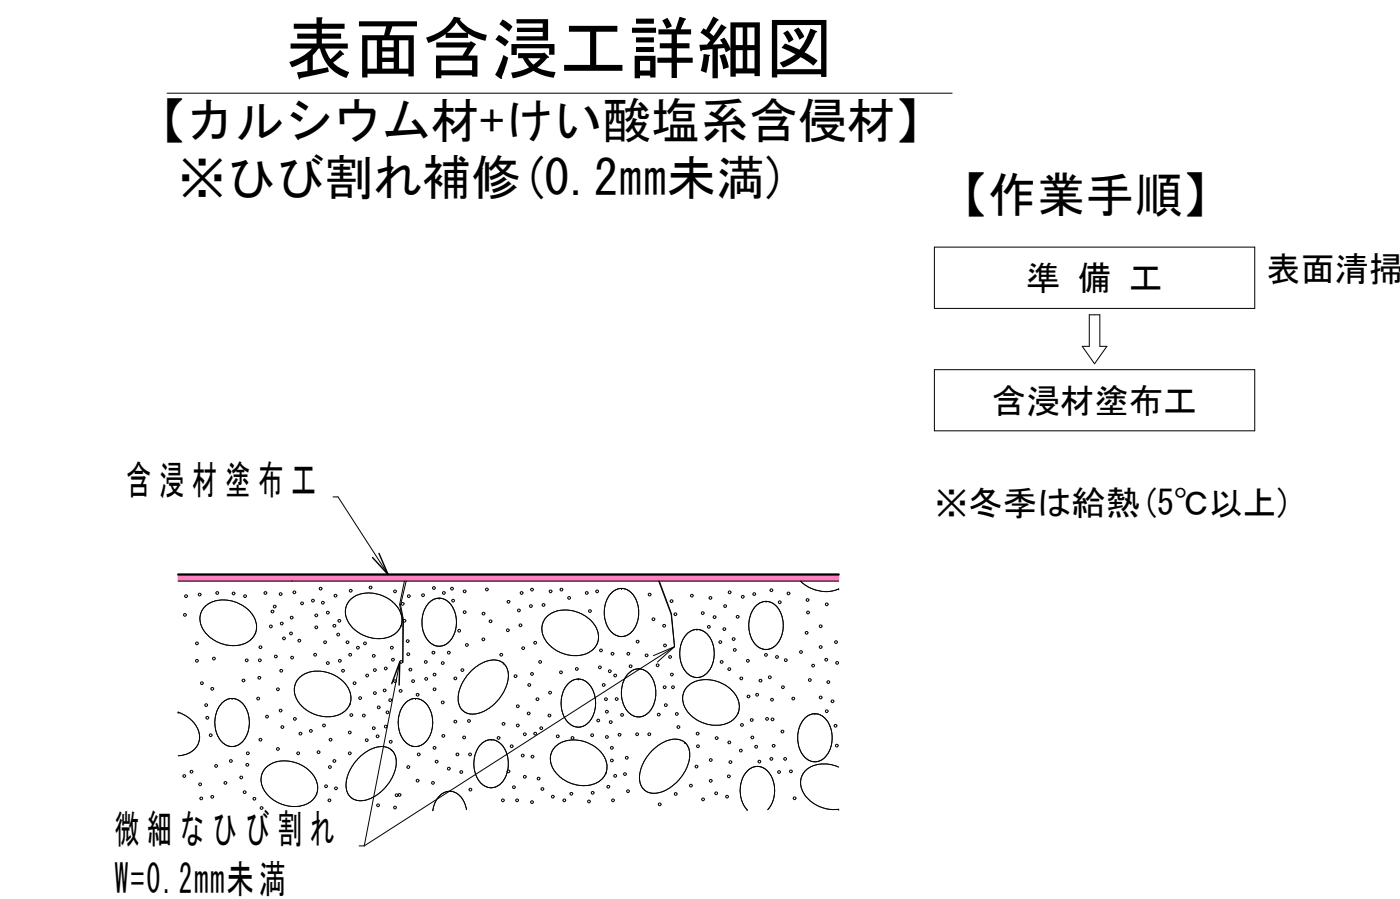 表面含浸工詳細図
【カルシウム材+けい酸塩系含侵材】
※ひび割れ補修(0.2mm未満)
【作業手順】
準 備 工
表面清掃
含浸材塗布工
※冬季は給熱(5℃以上)
含浸材塗布工
微細なひび割れ
W=0.2mm未満